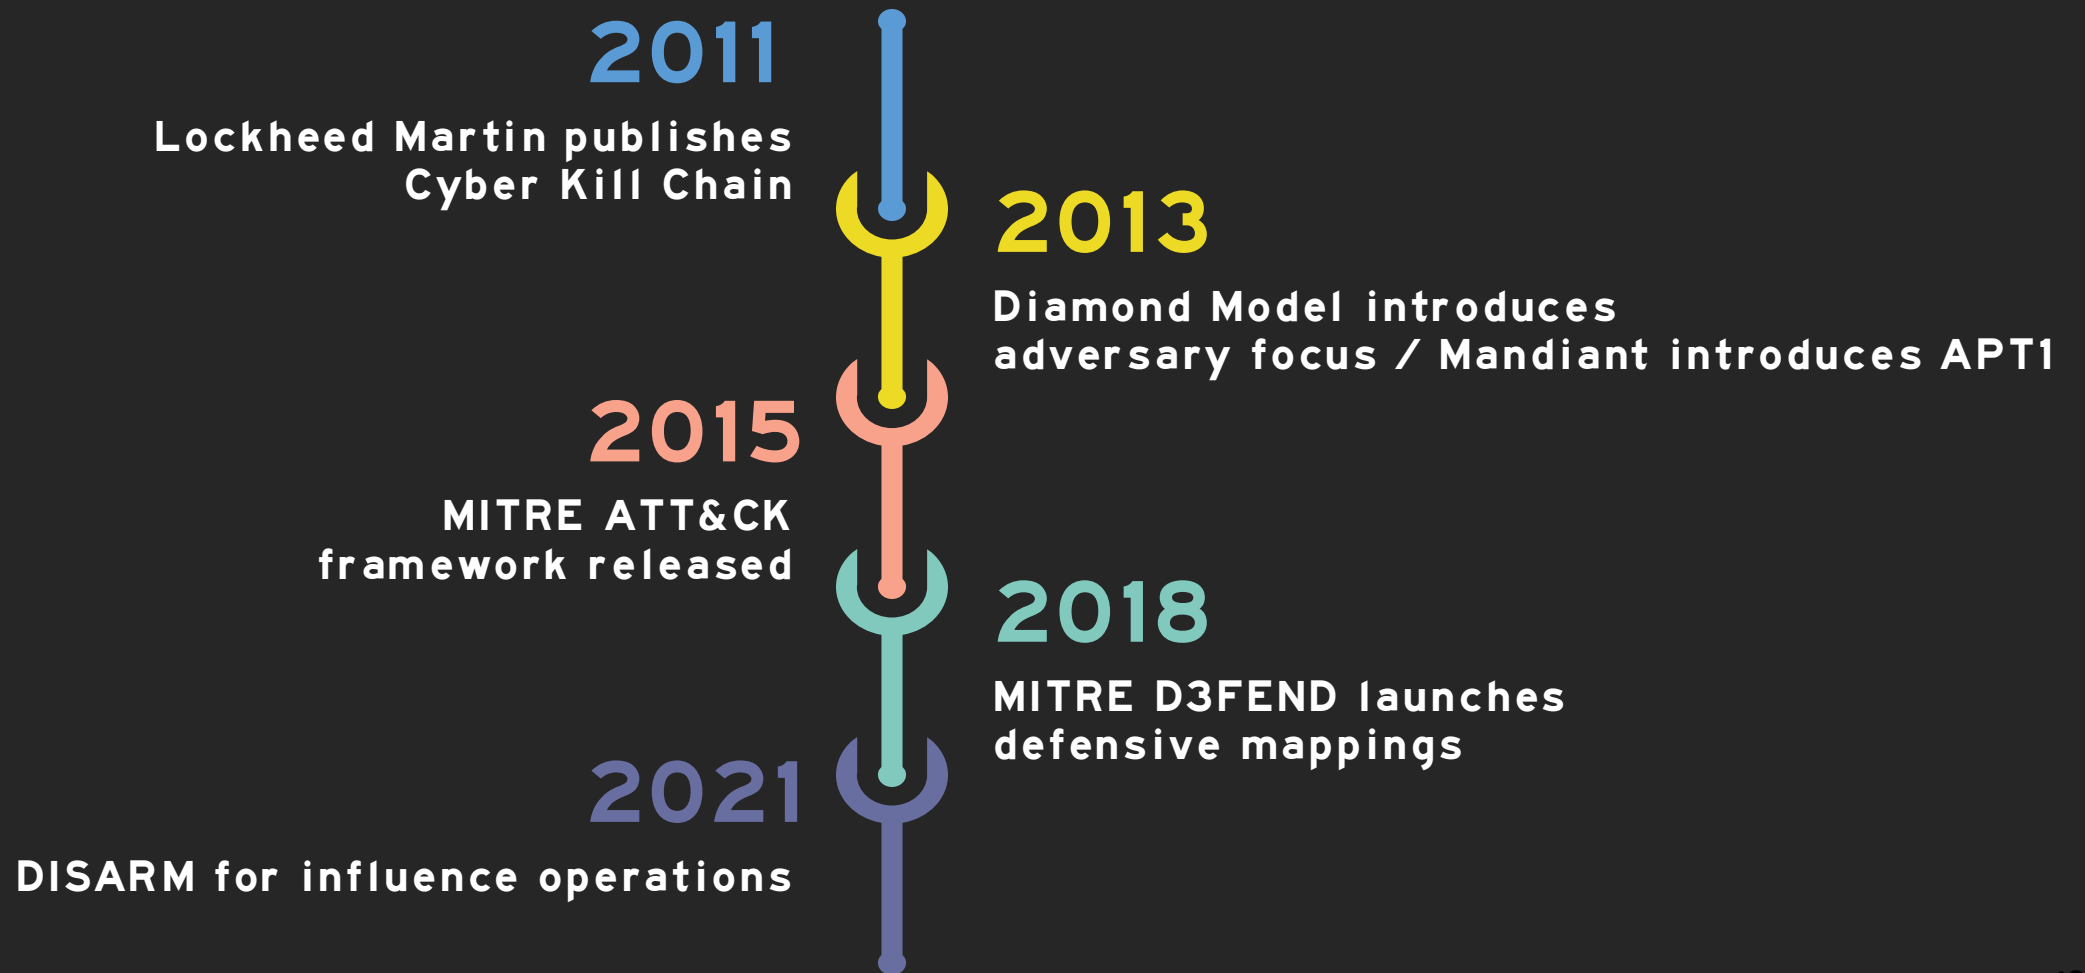 2011
Lockheed Martin publishes
Cyber Kill Chain
2013
Diamond Model introduces
adversary focus / Mandiant introduces APT1
2015
MITRE ATT&CK
framework released
2018
MITRE D3FEND launches
defensive mappings
2021
DISARM for influence operations